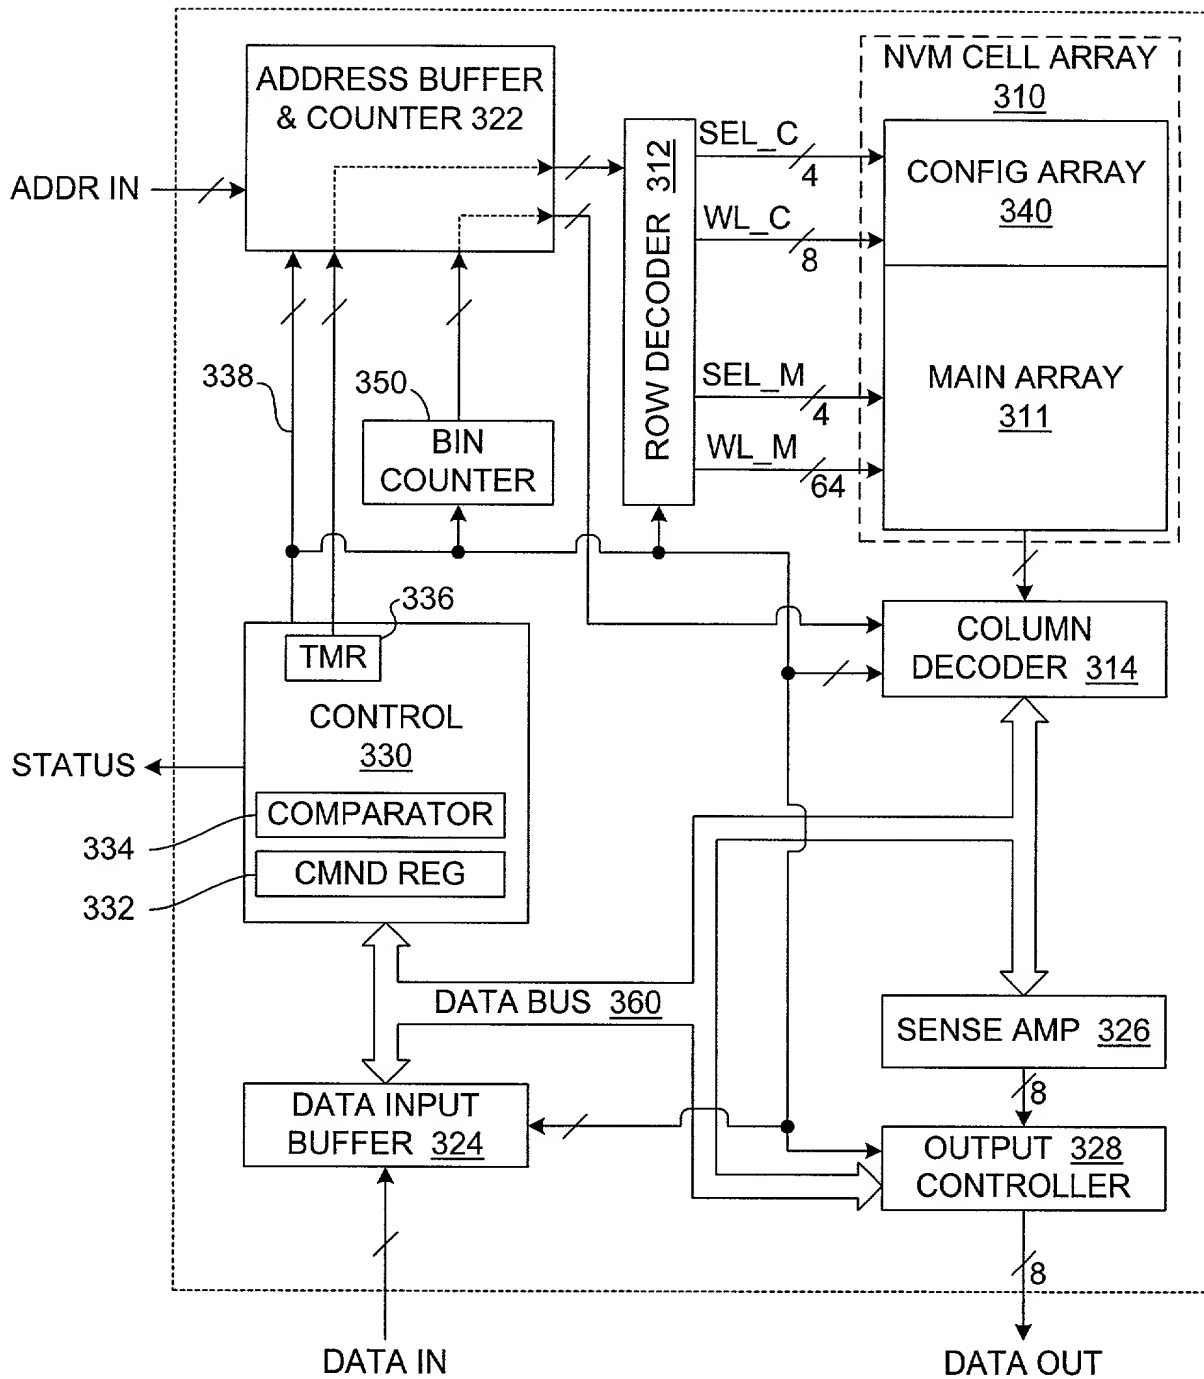 ADDRESS BUFFER
& COUNTER 322
ADDR IN
NVM CELL ARRAY
310
ROW DECODER 312
SEL_C
4
WL_C
8
CONFIG ARRAY
340
SEL_M
4
WL_M
64
MAIN ARRAY
311
338
350
BIN
COUNTER
336
TMR
CONTROL
330
STATUS
COMPARATOR
334
CMND REG
332
COLUMN
DECODER 314
DATA BUS 360
SENSE AMP 326
8
DATA INPUT
BUFFER 324
OUTPUT 328
CONTROLLER
8
DATA IN
DATA OUT